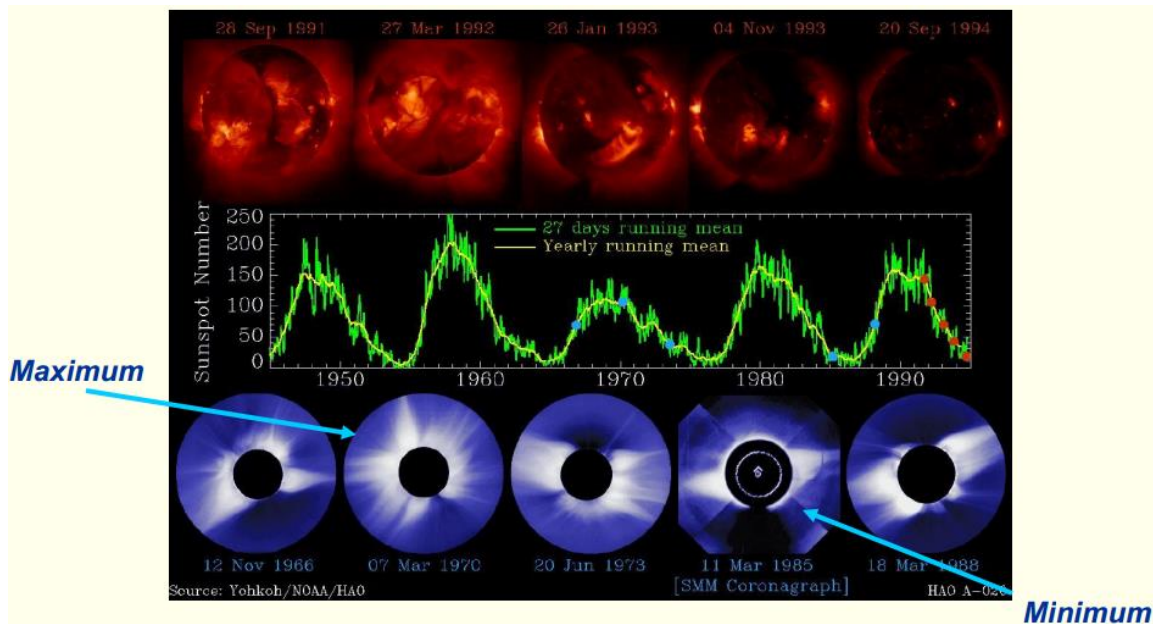 28 Sep 1991 27 Mar 1992 26 Jan 1993 04 Nov 1993 20 Sep 1994
Sunspot Number
250
200
150
100
50
0
27 days running mean
Yearly running mean
1950 1960 1970 1980 1990
Maximum
12 Nov 1966 07 Mar 1970 20 Jun 1973 11 Mar 1985 18 Mar 1988
[SMM Coronagraph]
Source: Yohkoh/NOAA/HAO
HAO
Minimum